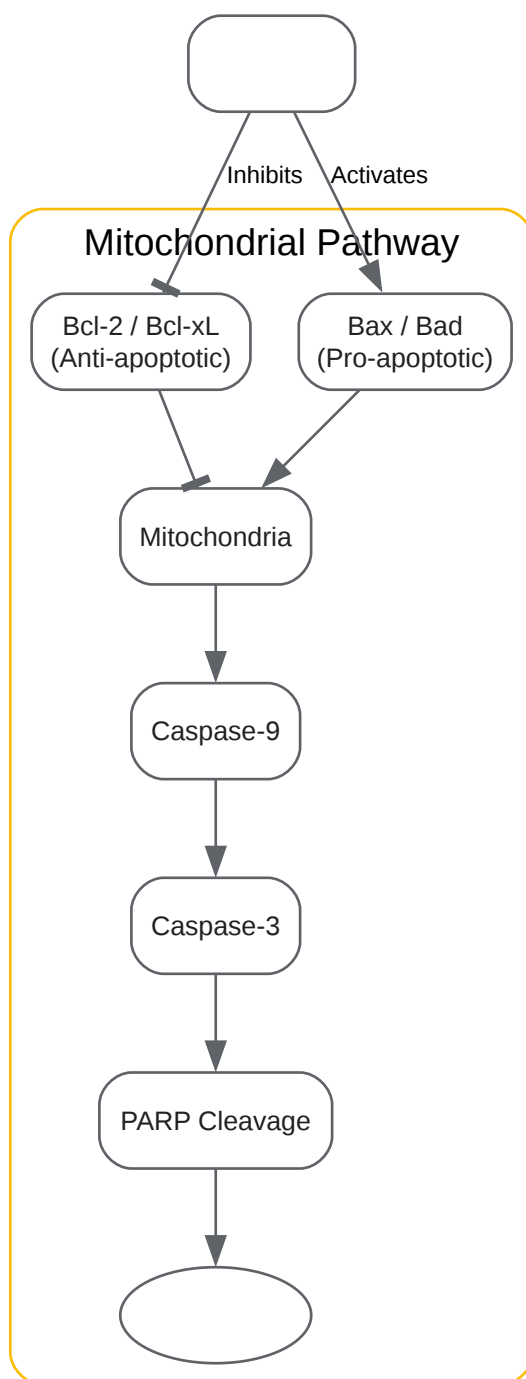 Inhibits
Activates
Mitochondrial Pathway
Bcl-2 / Bcl-xL
(Anti-apoptotic)
Bax / Bad
(Pro-apoptotic)
Mitochondria
Caspase-9
Caspase-3
PARP Cleavage